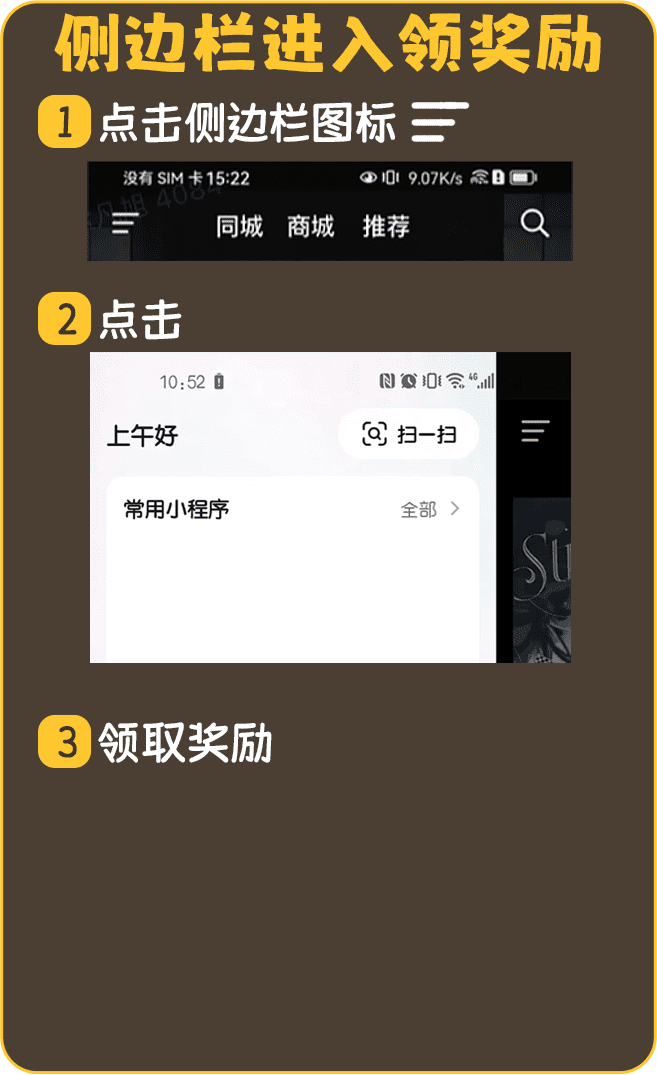 侧边栏进入领奖励
1 点击侧边栏图标
没有 SIM 卡 15:22 9.07K/s
同城 商城 推荐
2 点击
10:52 4G
上午好 扫一扫
常用小程序 全部
3 领取奖励